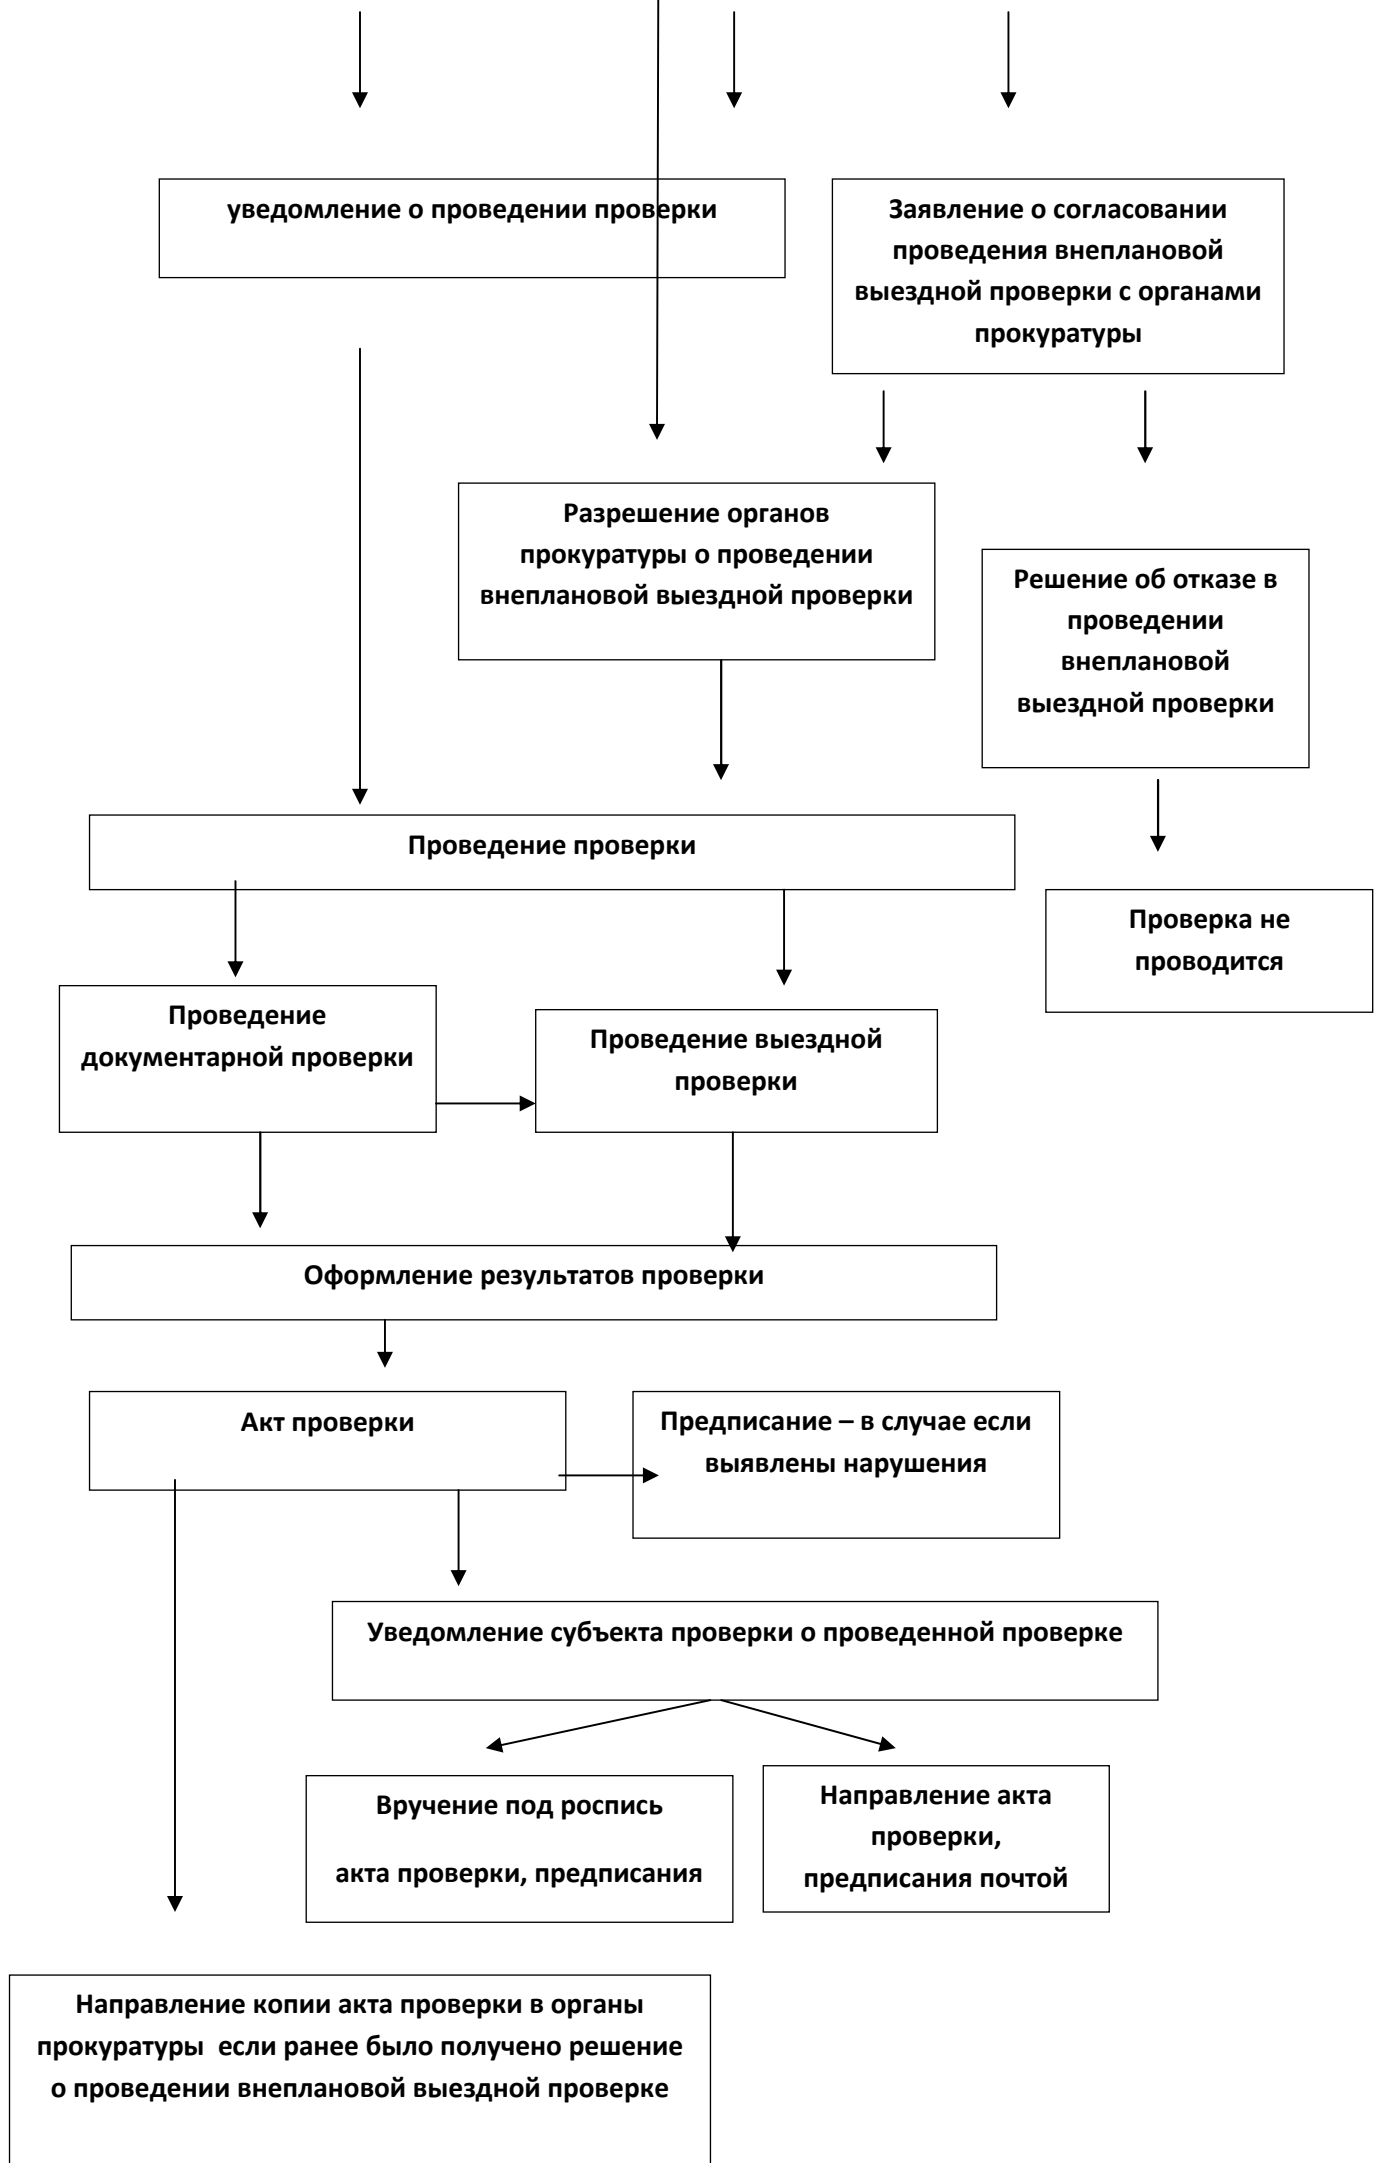 уведомление о проведении проверки
Заявление о согласовании
проведения внеплановой
выездной проверки с органами
прокуратуры
Разрешение органов
прокуратуры о проведении
внеплановой выездной проверки
Решение об отказе в
проведении
внеплановой
выездной проверки
Проведение проверки
Проверка не
проводится
Проведение
документарной проверки
Проведение выездной
проверки
Оформление результатов проверки
Акт проверки
Предписание – в случае если
выявлены нарушения
Уведомление субъекта проверки о проведенной проверке
Вручение под роспись
акта проверки, предписания
Направление акта
проверки,
предписания почтой
Направление копии акта проверки в органы
прокуратуры  если ранее было получено решение
о проведении внеплановой выездной проверке